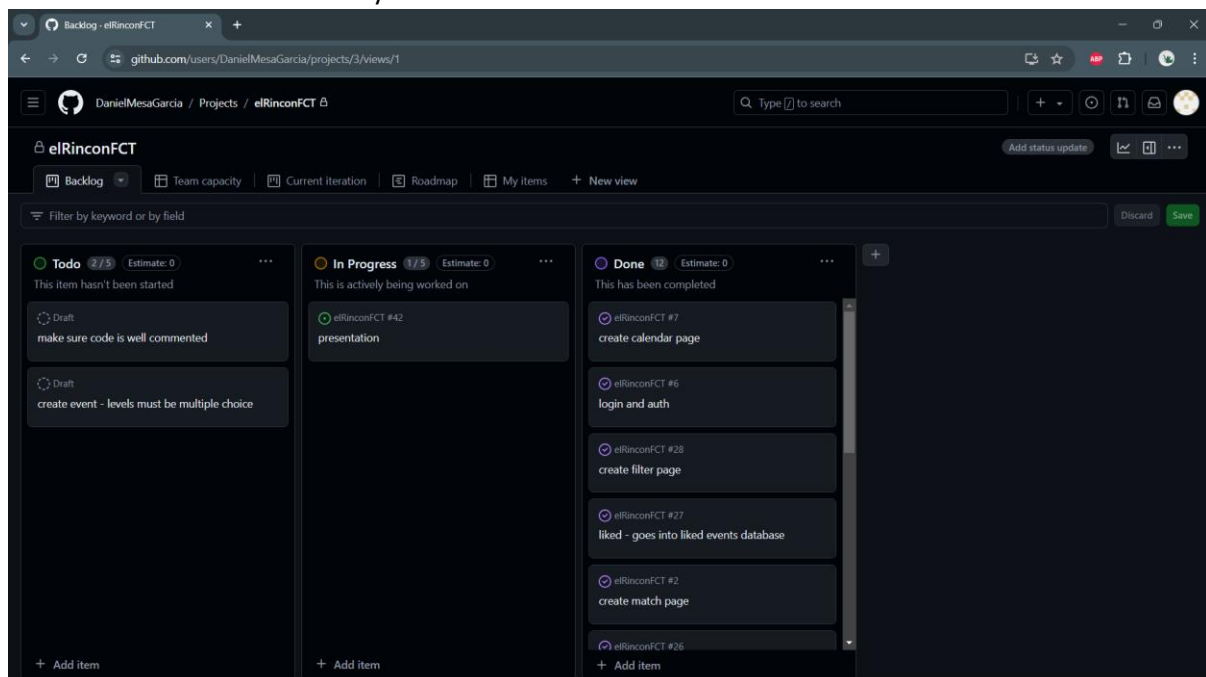 Backlog - elRinconFCT
github.com/users/DanielMesaGarcia/projects/3/views/1
ABP
DanielMesaGarcia / Projects / elRinconFCT
Type / to search
elRinconFCT
Add status update
Backlog
Team capacity
Current iteration
Roadmap
My items
+ New view
Filter by keyword or by field
Discard
Save
Todo 2 / 5 Estimate: 0
This item hasn't been started
Draft
make sure code is well commented
Draft
create event - levels must be multiple choice
+ Add item
In Progress 1 / 5 Estimate: 0
This is actively being worked on
elRinconFCT #42
presentation
+ Add item
Done 12 Estimate: 0
This has been completed
elRinconFCT #7
create calendar page
elRinconFCT #6
login and auth
elRinconFCT #28
create filter page
elRinconFCT #27
liked - goes into liked events database
elRinconFCT #2
create match page
elRinconFCT #26
+ Add item